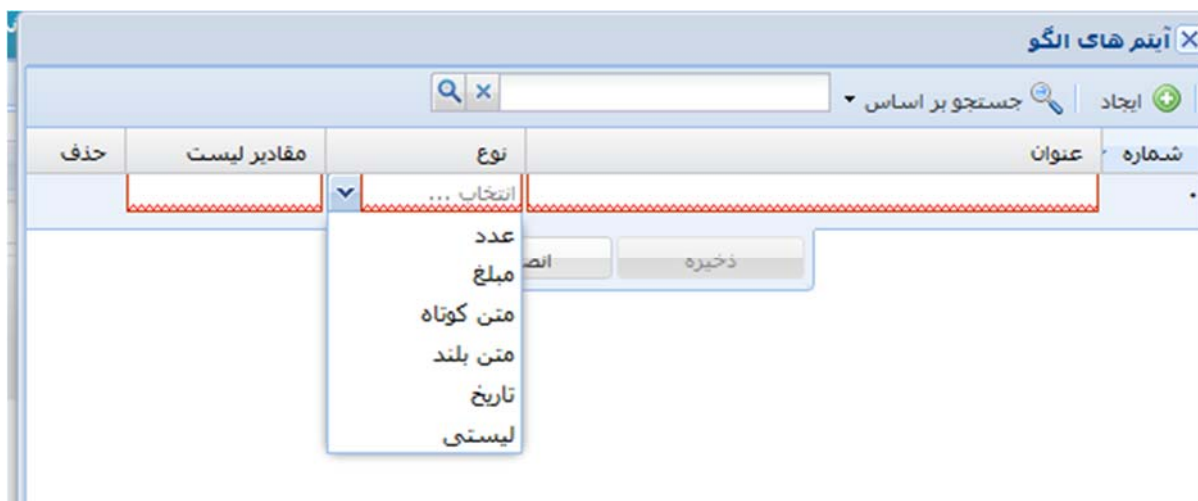 آیتم های الگو
ایجاد جستجو بر اساس
شماره عنوان نوع مقادیر لیست حذف
۰ انتخاب ...
ذخیره
عدد
مبلغ
متن کوتاه
متن بلند
تاریخ
لیستی